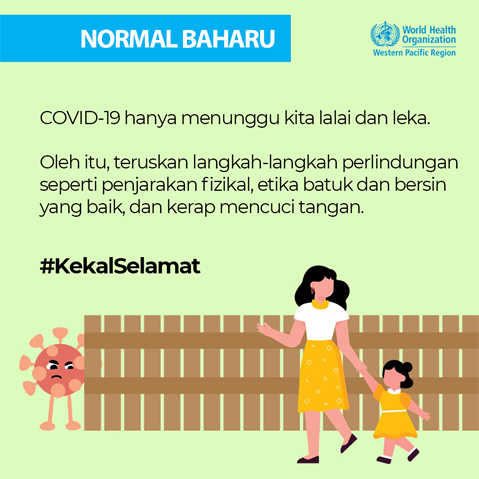 NORMAL BAHARU
World Health
Organization
Western Pacific Region
COVID-19 hanya menunggu kita lalai dan leka.
Oleh itu, teruskan langkah-langkah perlindungan
seperti penjarakan fizikal, etika batuk dan bersin
yang baik, dan kerap mencuci tangan.
#KekalSelamat